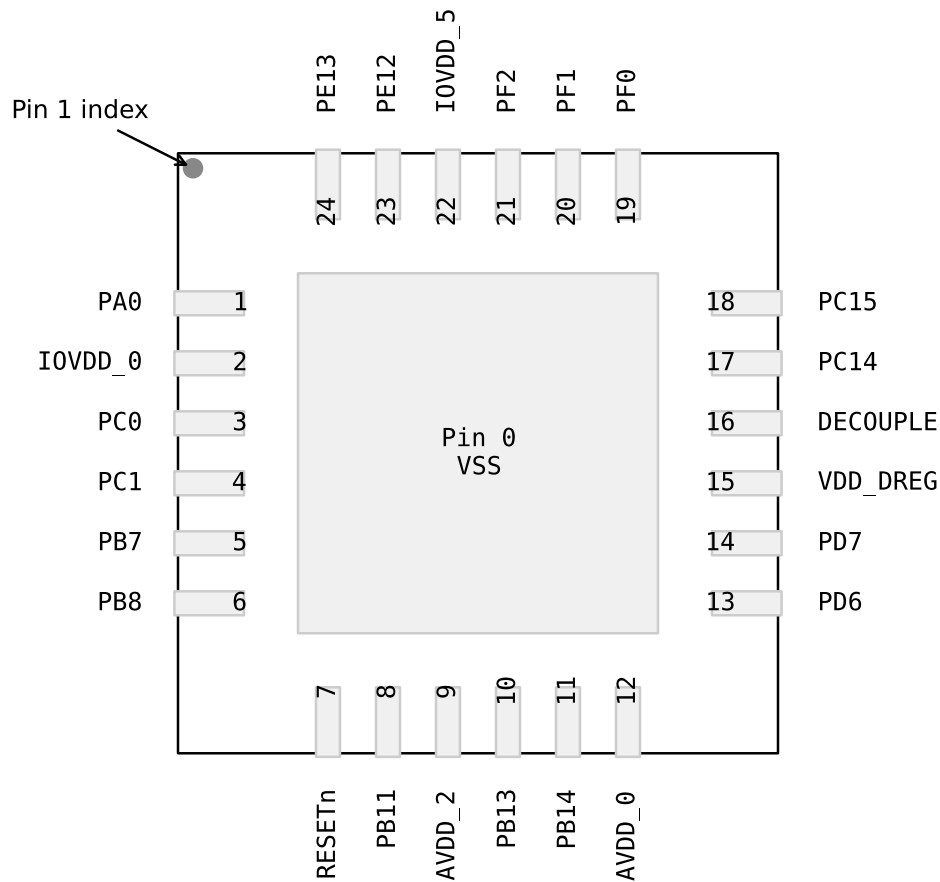 PE13
PE12
IOVDD_5
PF2
PF1
PF0
Pin 1 index
24
23
22
21
20
19
PA0 1
18 PC15
IOVDD_0 2
17 PC14
PC0 3
16 DECOUPLE
Pin 0
VSS
PC1 4
15 VDD_DREG
PB7 5
14 PD7
PB8 6
13 PD6
7
8
9
10
11
12
RESETn
PB11
AVDD_2
PB13
PB14
AVDD_0